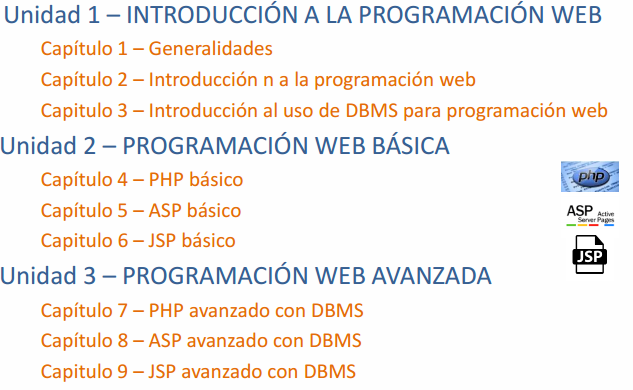 Unidad 1 – INTRODUCCIÓN A LA PROGRAMACIÓN WEB
Capítulo 1 – Generalidades
Capítulo 2 – Introducción n a la programación web
Capitulo 3 – Introducción al uso de DBMS para programación web
Unidad 2 – PROGRAMACIÓN WEB BÁSICA
Capítulo 4 – PHP básico
php
Capítulo 5 – ASP básico
ASP Active Server Pages
Capitulo 6 – JSP básico
JSP
Unidad 3 – PROGRAMACIÓN WEB AVANZADA
Capítulo 7 – PHP avanzado con DBMS
Capítulo 8 – ASP avanzado con DBMS
Capítulo 9 – JSP avanzado con DBMS